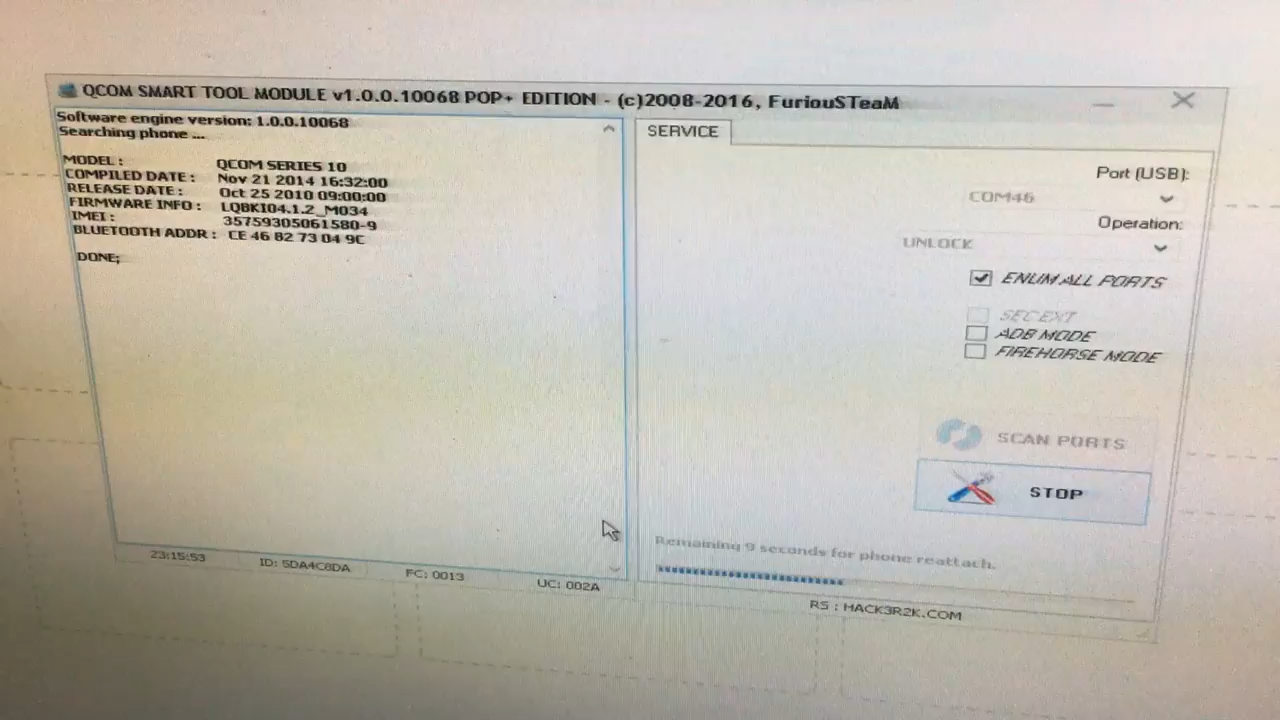 QCOM SMART TOOL MODULE v1.0.0.10068 POP+ EDITION - (c)2008-2016, FuriouSTeaM
Software engine version: 1.0.0.10068
Searching phone ...
MODEL : QCOM SERIES 10
COMPILED DATE : Nov 21 2014 16:32:00
RELEASE DATE : Oct 25 2010 09:00:00
FIRMWARE INFO : LQBKI04.1.2_M034
IMEI : 35759305061580-9
BLUETOOTH ADDR : CE 46 82 73 04 9C
DONE;
SERVICE
Port (USB):
COM46
Operation:
UNLOCK
ENUM ALL PORTS
SEC EXT
ADB MODE
FIREHORSE MODE
SCAN PORTS
STOP
Remaining 9 seconds for phone reattach.
23:15:53 ID: 5DA4C8DA FC: 0013 UC: 002A
RS : HACK3R2K.COM